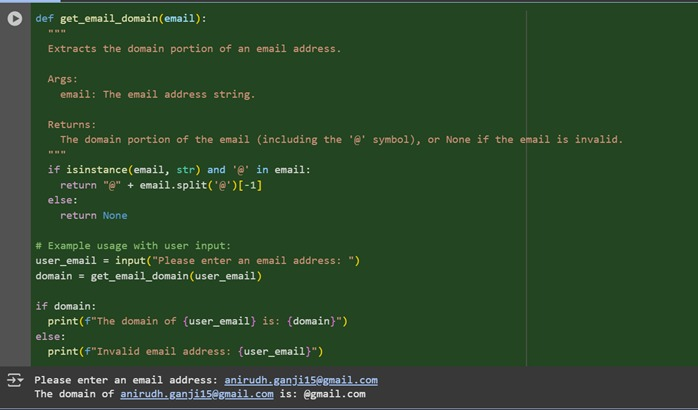 def get_email_domain(email):
"""
Extracts the domain portion of an email address.
Args:
email: The email address string.
Returns:
The domain portion of the email (including the '@' symbol), or None if the email is invalid.
"""
if isinstance(email, str) and '@' in email:
return "@" + email.split('@')[-1]
else:
return None
# Example usage with user input:
user_email = input("Please enter an email address: ")
domain = get_email_domain(user_email)
if domain:
print(f"The domain of {user_email} is: {domain}")
else:
print(f"Invalid email address: {user_email}")
Please enter an email address: anirudh.ganji15@gmail.com
The domain of anirudh.ganji15@gmail.com is: @gmail.com